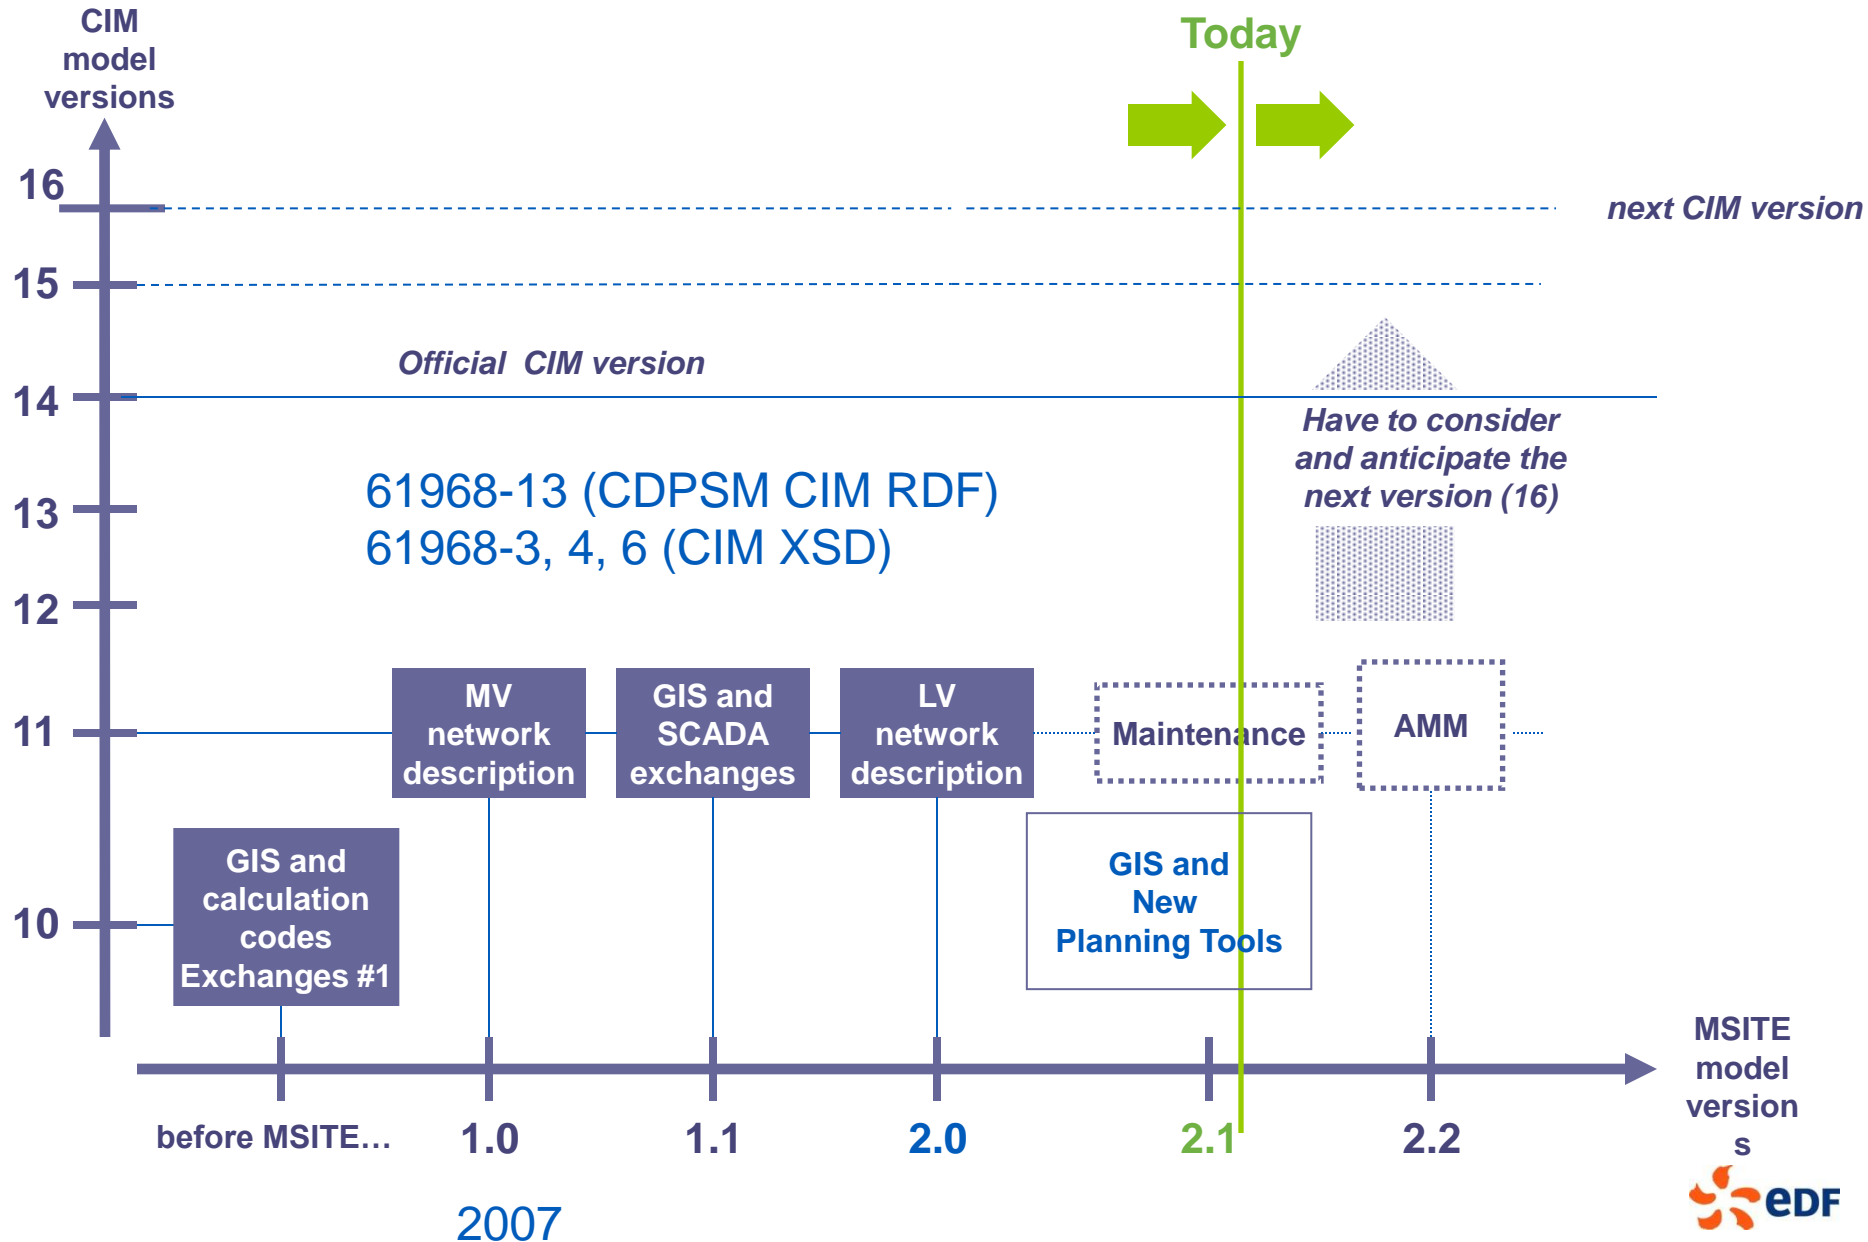 CIM
model
versions
Today
16
next CIM version
15
Official CIM version
14
Have to consider
and anticipate the
next version (16)
61968-13 (CDPSM CIM RDF)
61968-3, 4, 6 (CIM XSD)
13
12
11
MV
network
description
GIS and
SCADA
exchanges
LV
network
description
Maintenance
AMM
10
GIS and
calculation
codes
Exchanges #1
GIS and
New
Planning Tools
MSITE
model
version
s
before MSITE...
1.0
1.1
2.0
2.1
2.2
2007
eDF